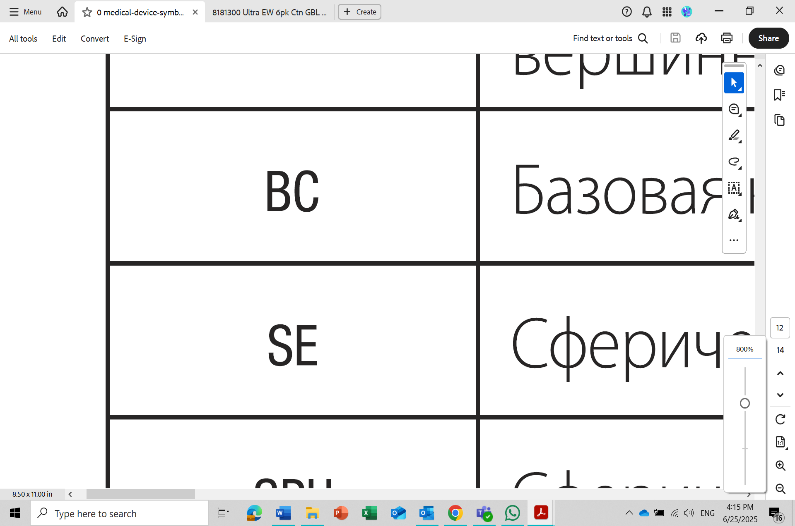 Menu
0 medical-device-symb...
8181300 Ultra EW 6pk Ctn GBL ...
Create
All tools
Edit
Convert
E-Sign
Find text or tools
Share
BC
Базовая
SE
Сферич
12
14
800%
8.50 x 11.00 in
Type here to search
ENG
4:15 PM
6/25/2025
16